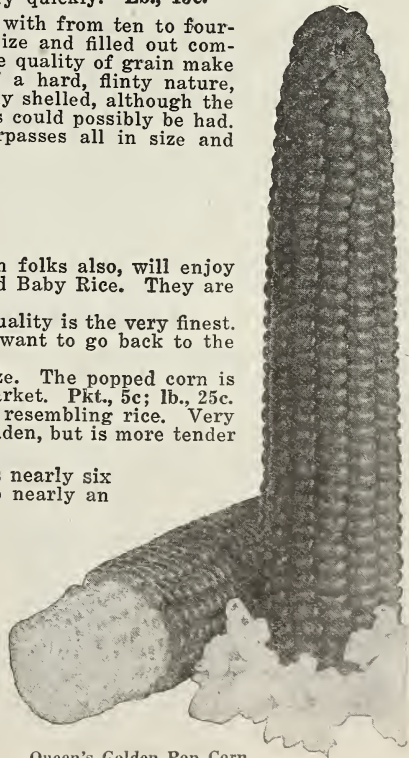 y quickly. Lb., 15c.
with from ten to four-
ize and filled out com-
e quality of grain make
a hard, flinty nature,
y shelled, although the
s could possibly be had.
rpasses all in size and
n folks also, will enjoy
d Baby Rice. They are
uality is the very finest.
want to go back to the
ze. The popped corn is
rket. Pkt., 5c; lb., 25c.
resembling rice. Very
den, but is more tender
s nearly six
nearly an
Queen's Golden Pop Corn